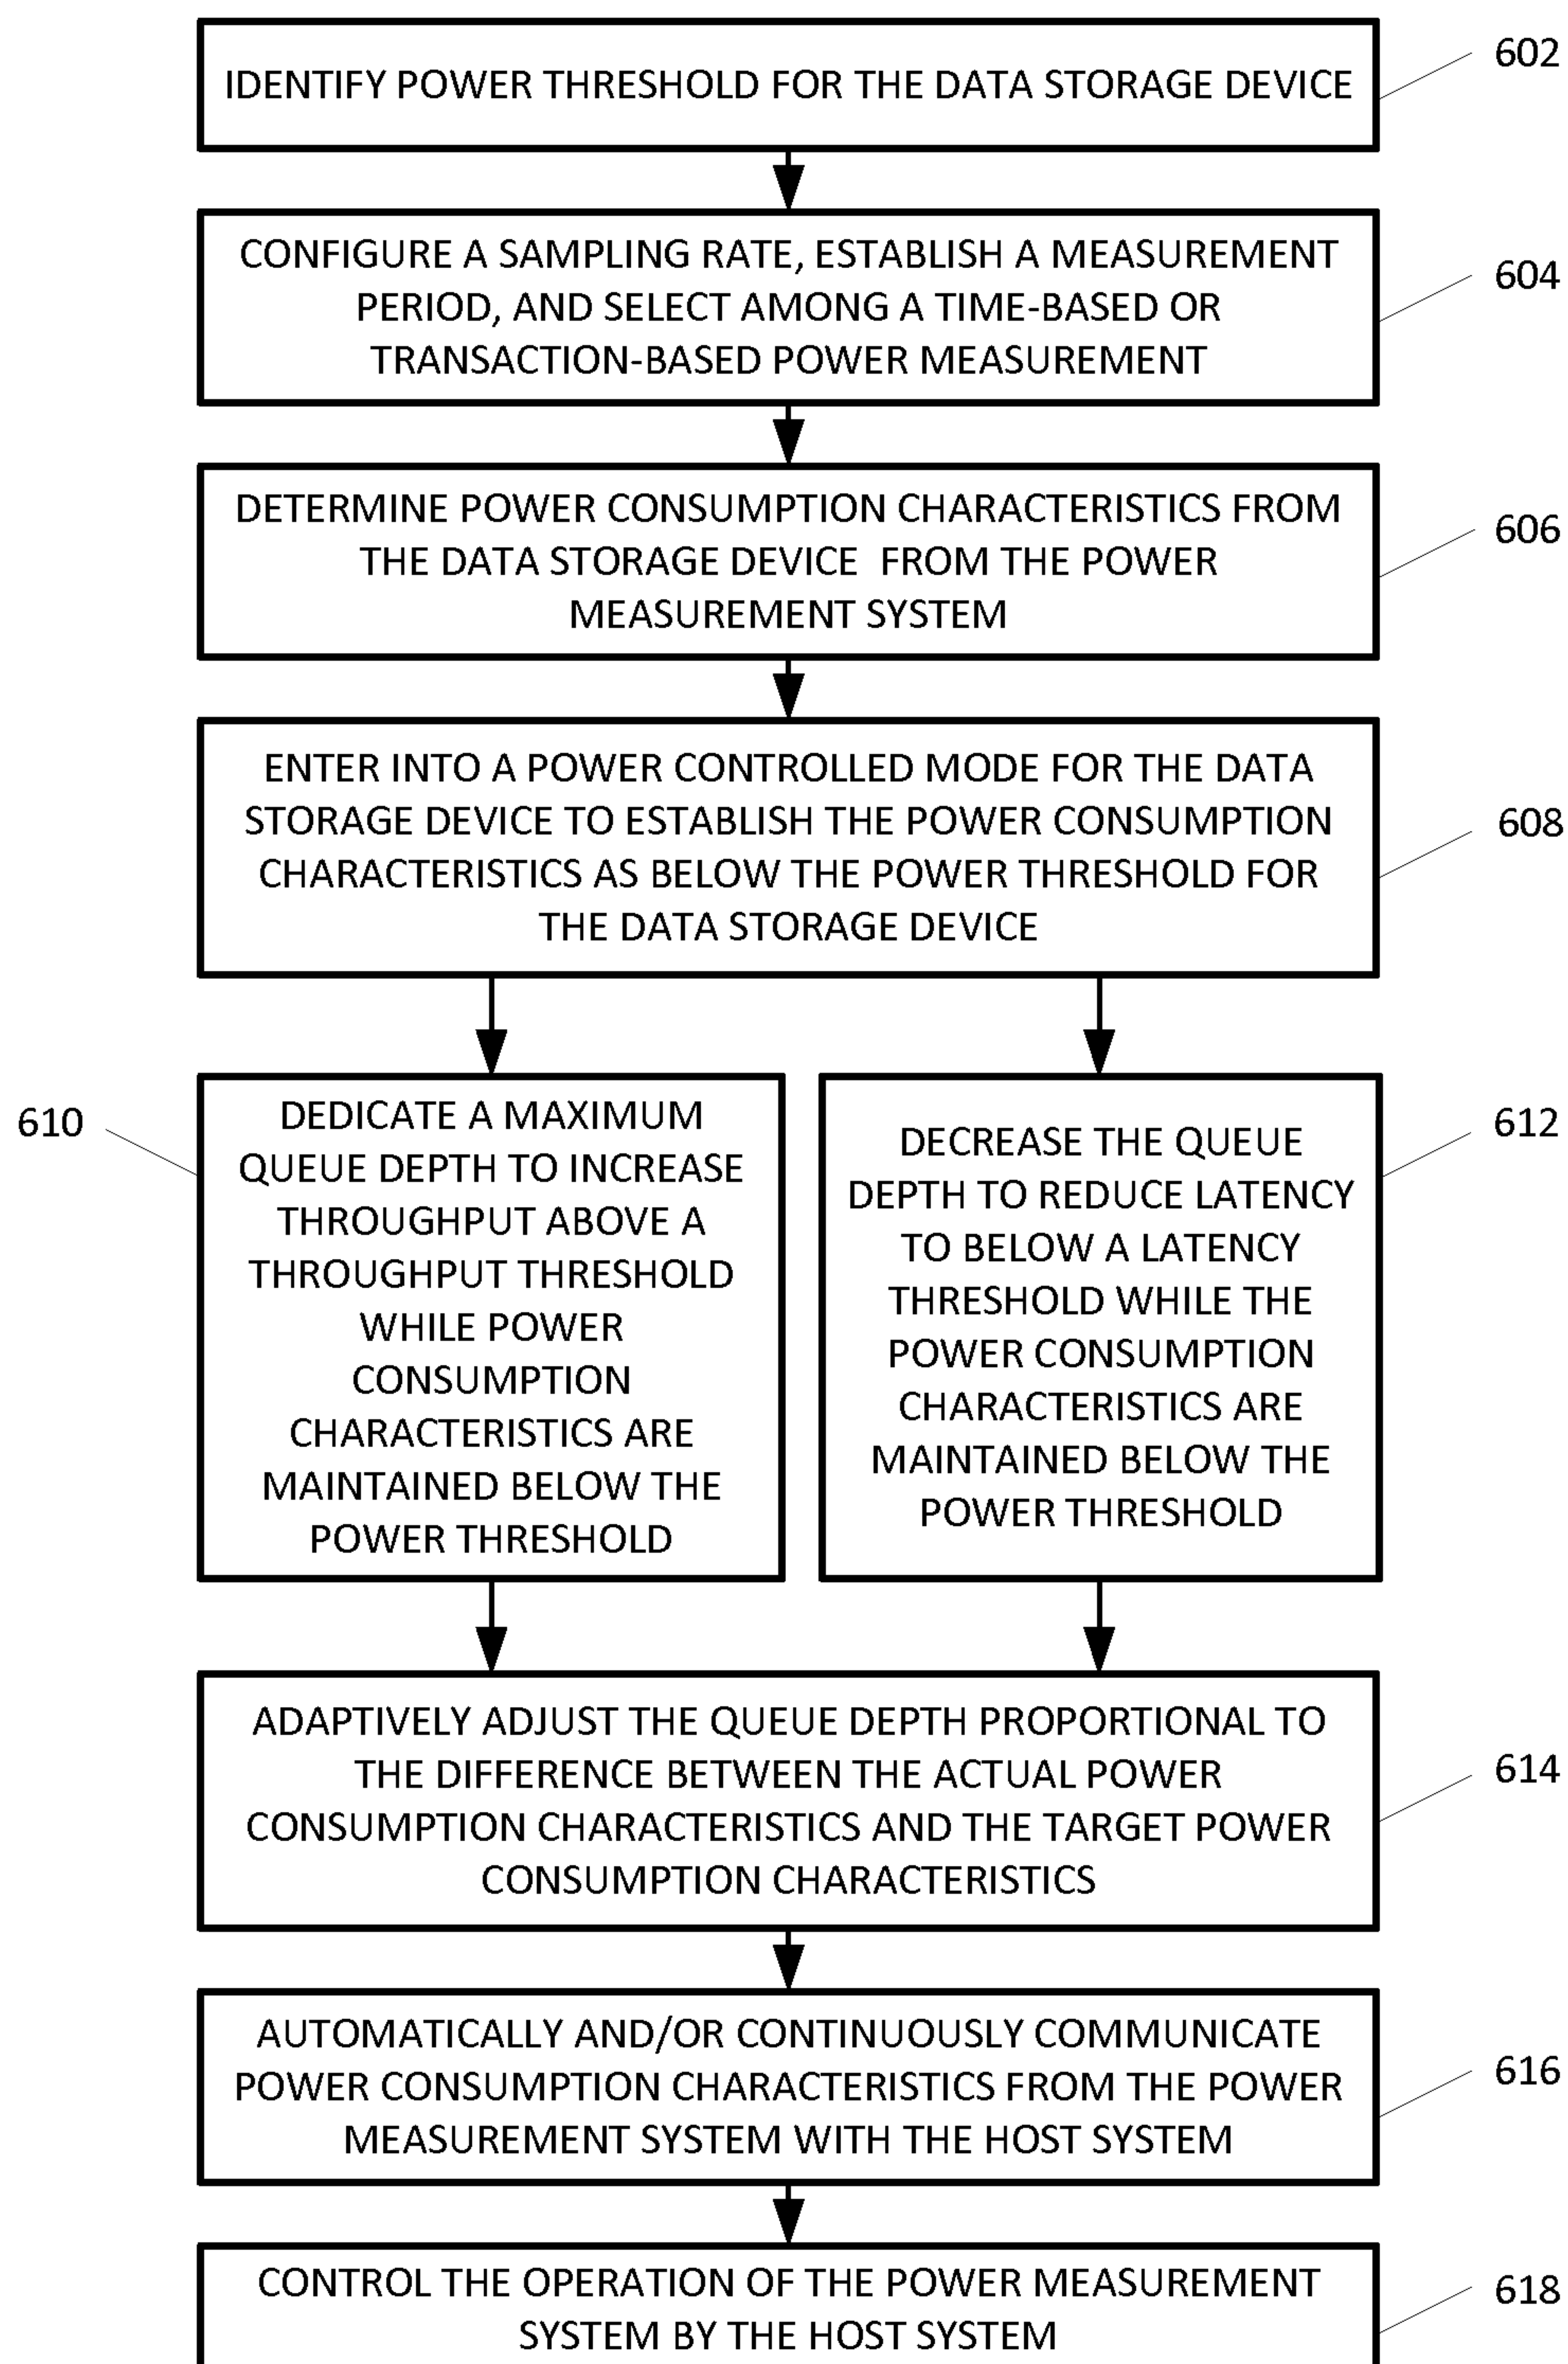 IDENTIFY POWER THRESHOLD FOR THE DATA STORAGE DEVICE
602
CONFIGURE A SAMPLING RATE, ESTABLISH A MEASUREMENT
PERIOD, AND SELECT AMONG A TIME-BASED OR
TRANSACTION-BASED POWER MEASUREMENT
604
DETERMINE POWER CONSUMPTION CHARACTERISTICS FROM
THE DATA STORAGE DEVICE FROM THE POWER
MEASUREMENT SYSTEM
606
ENTER INTO A POWER CONTROLLED MODE FOR THE DATA
STORAGE DEVICE TO ESTABLISH THE POWER CONSUMPTION
CHARACTERISTICS AS BELOW THE POWER THRESHOLD FOR
THE DATA STORAGE DEVICE
608
610
DEDICATE A MAXIMUM
QUEUE DEPTH TO INCREASE
THROUGHPUT ABOVE A
THROUGHPUT THRESHOLD
WHILE POWER
CONSUMPTION
CHARACTERISTICS ARE
MAINTAINED BELOW THE
POWER THRESHOLD
DECREASE THE QUEUE
DEPTH TO REDUCE LATENCY
TO BELOW A LATENCY
THRESHOLD WHILE THE
POWER CONSUMPTION
CHARACTERISTICS ARE
MAINTAINED BELOW THE
POWER THRESHOLD
612
ADAPTIVELY ADJUST THE QUEUE DEPTH PROPORTIONAL TO
THE DIFFERENCE BETWEEN THE ACTUAL POWER
CONSUMPTION CHARACTERISTICS AND THE TARGET POWER
CONSUMPTION CHARACTERISTICS
614
AUTOMATICALLY AND/OR CONTINUOUSLY COMMUNICATE
POWER CONSUMPTION CHARACTERISTICS FROM THE POWER
MEASUREMENT SYSTEM WITH THE HOST SYSTEM
616
CONTROL THE OPERATION OF THE POWER MEASUREMENT
SYSTEM BY THE HOST SYSTEM
618